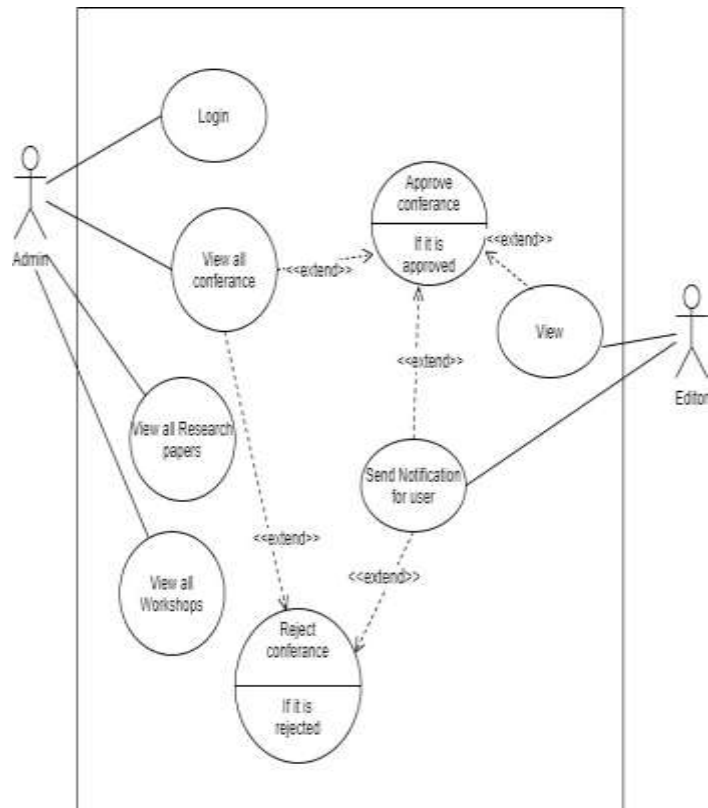 Login
Approve
conferance
If it is
approved
Admin
View all
conferance
<<extend>>
<<extend>>
View
Editor
<<extend>>
View all Research
papers
Send Notification
for user
<<extend>>
<<extend>>
View all
Workshops
Reject
conferance
If it is
rejected